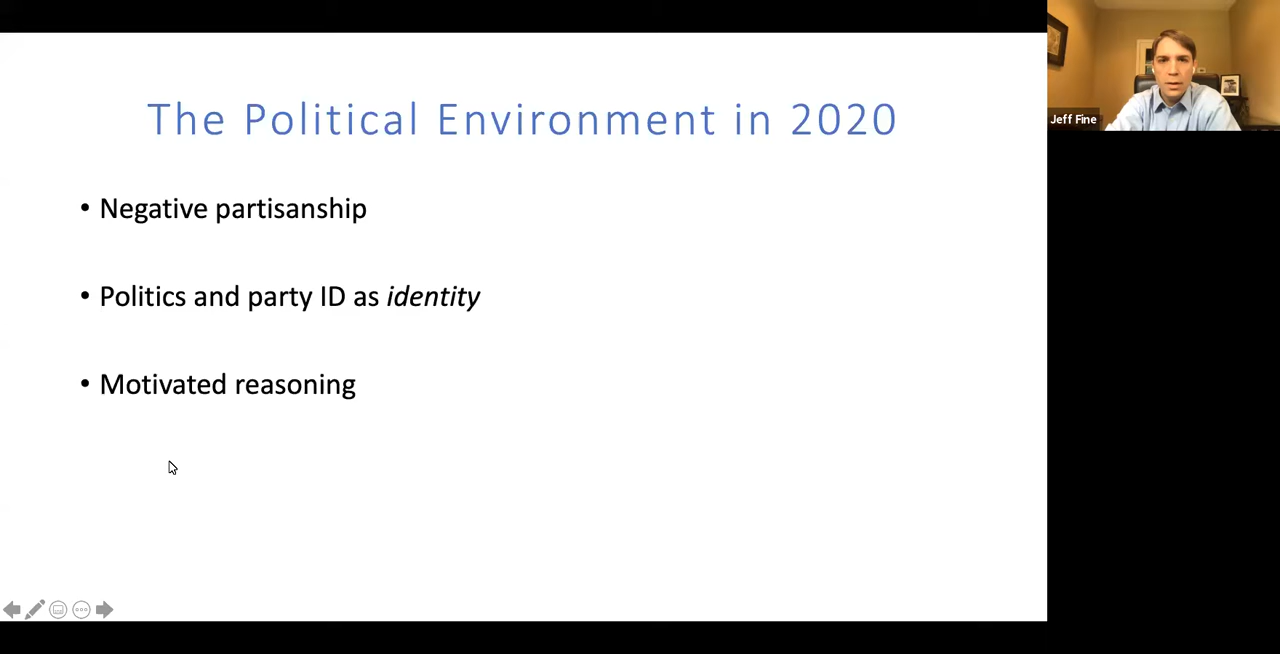 The Political Environment in 2020
• Negative partisanship
• Politics and party ID as identity
• Motivated reasoning
Jeff Fine